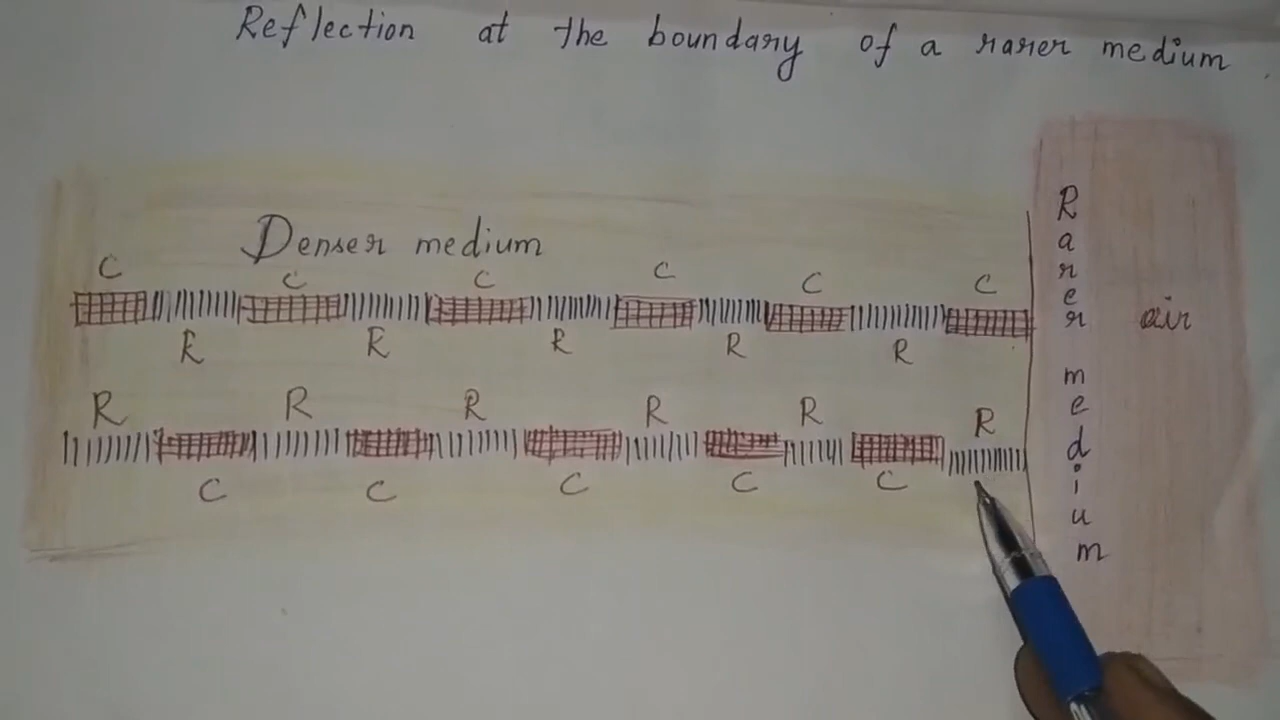 Reflection at the boundary of a rarer medium
Denser medium
C C C C C C
R R R R R
R R R R R R
C C C C C
Rarer medium
air